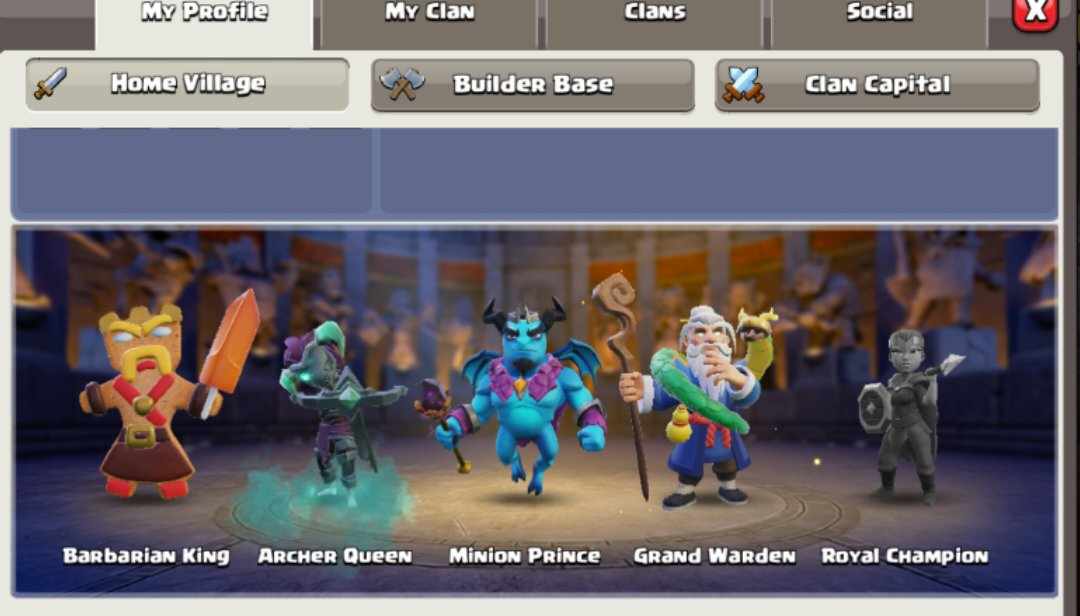 My Profile
My Clan
Clans
Social
X
Home Village
Builder Base
Clan Capital
Barbarian King
Archer Queen
Minion Prince
Grand Warden
Royal Champion